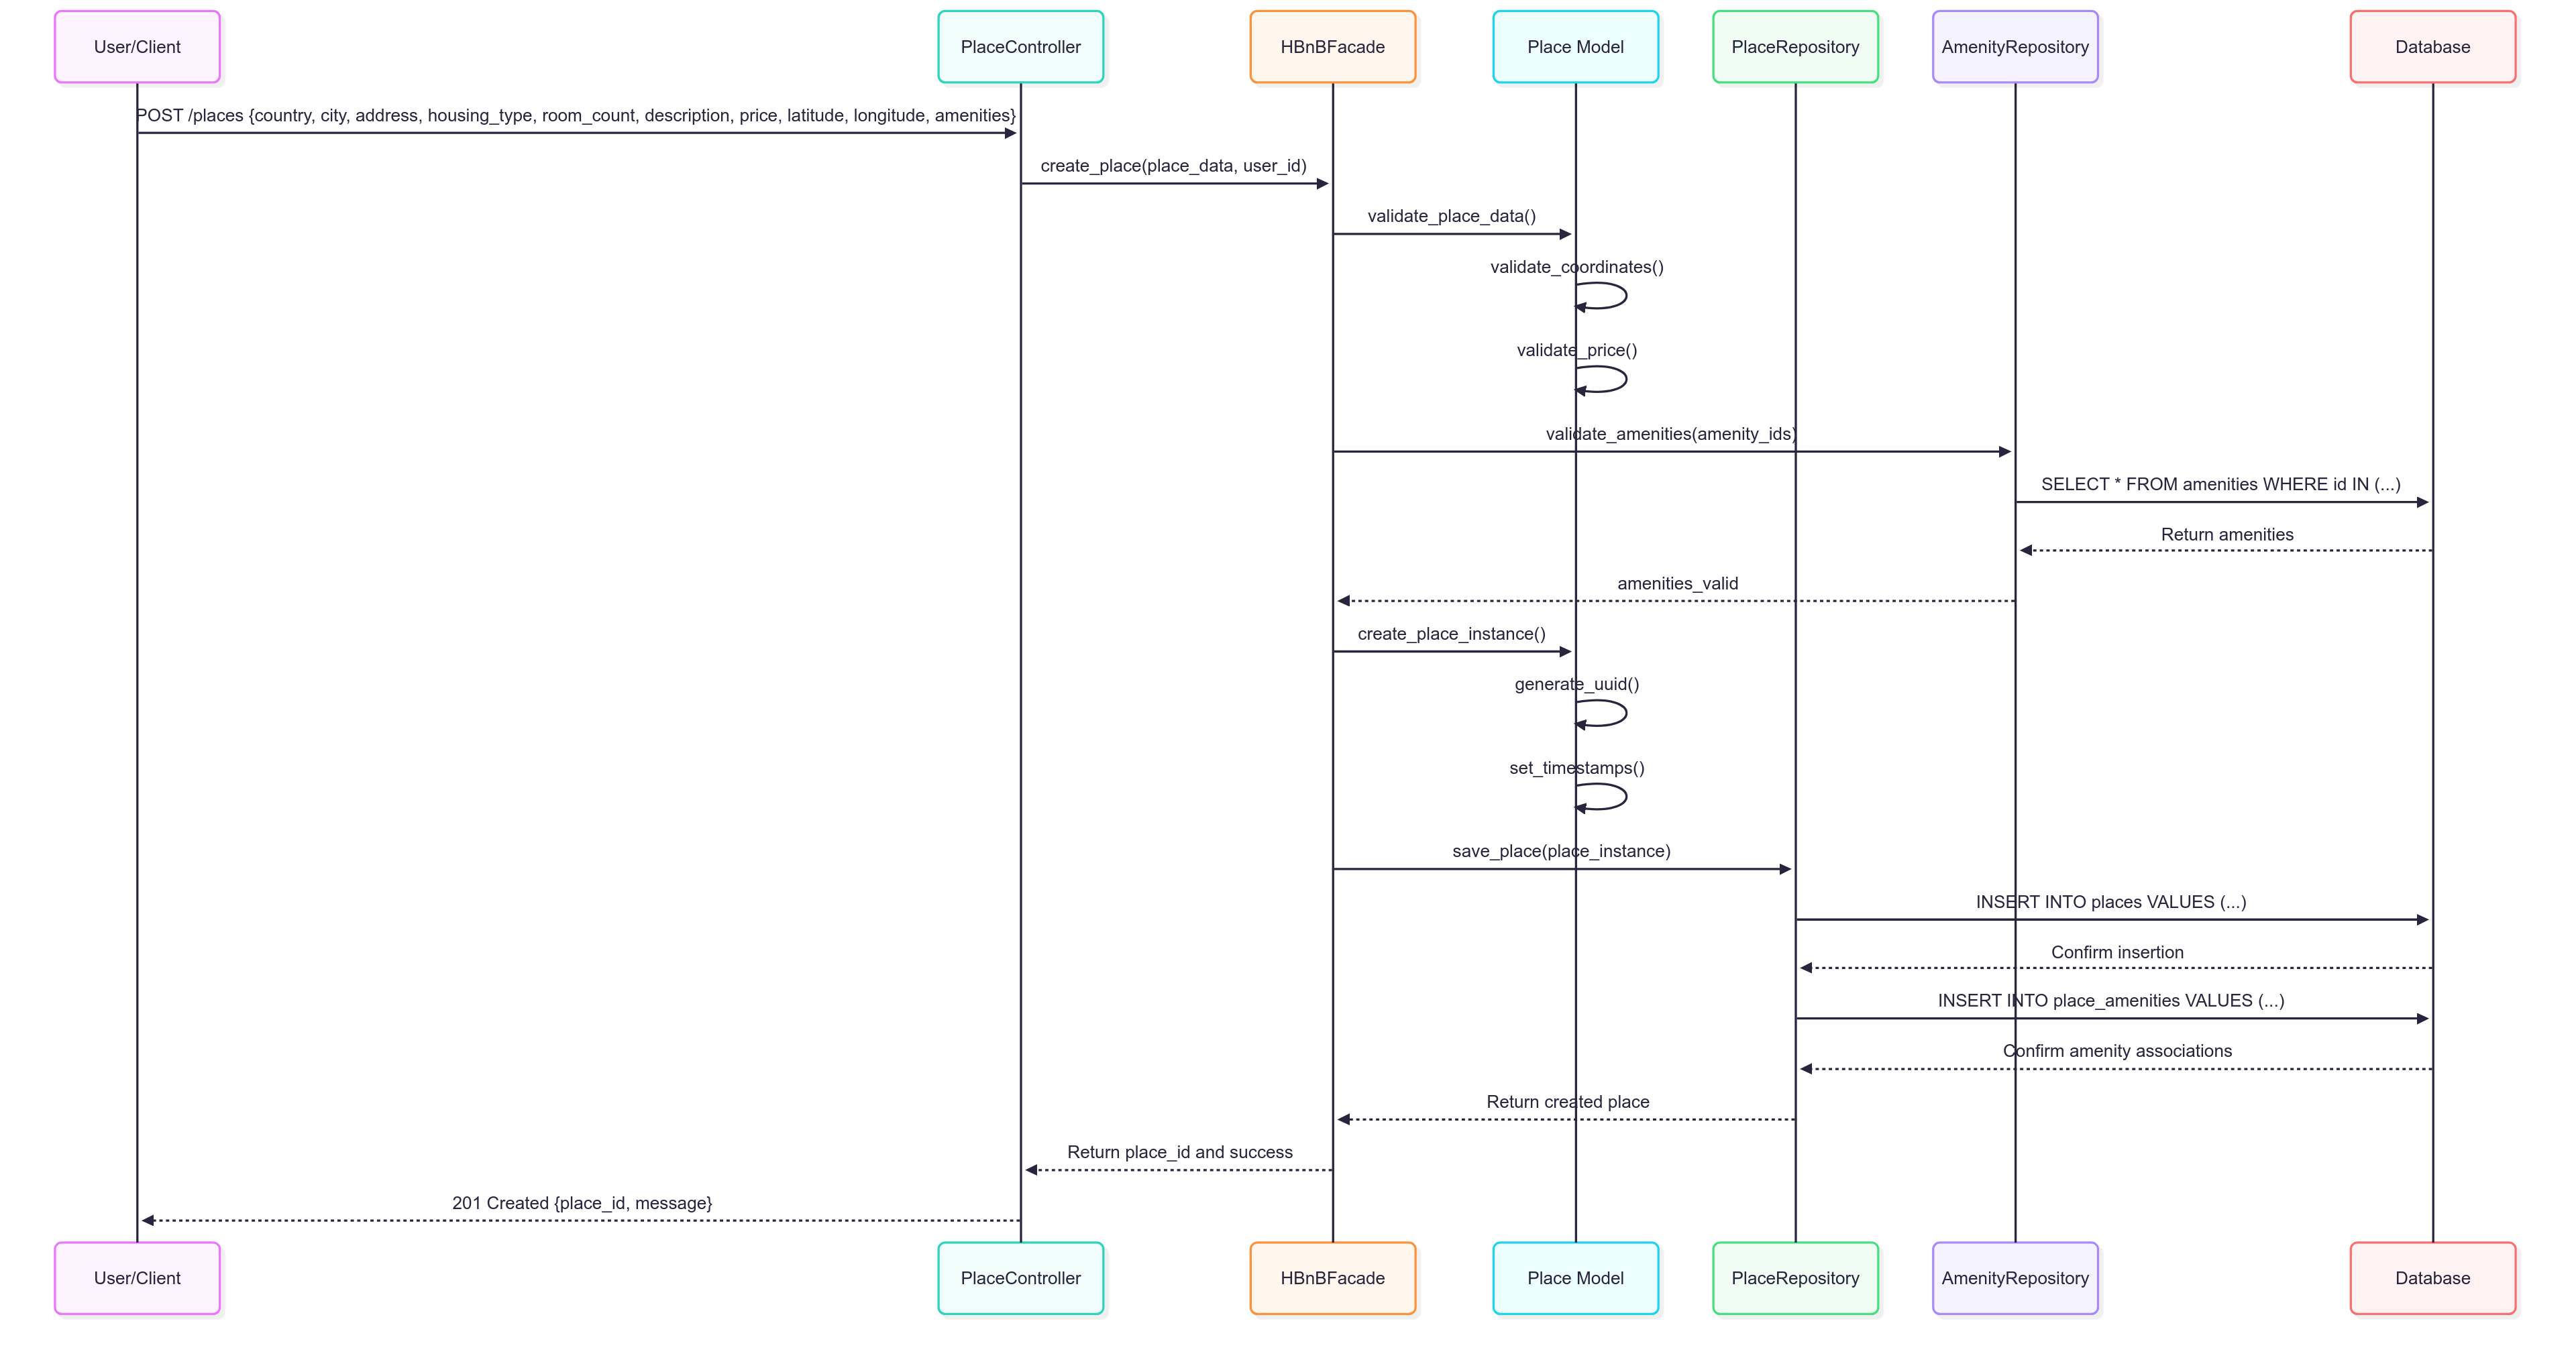 User/Client
PlaceController
HBnBFacade
Place Model
PlaceRepository
AmenityRepository
Database
POST /places {country, city, address, housing_type, room_count, description, price, latitude, longitude, amenities}
create_place(place_data, user_id)
validate_place_data()
validate_coordinates()
validate_price()
validate_amenities(amenity_ids)
SELECT * FROM amenities WHERE id IN (...)
Return amenities
amenities_valid
create_place_instance()
generate_uuid()
set_timestamps()
save_place(place_instance)
INSERT INTO places VALUES (...)
Confirm insertion
INSERT INTO place_amenities VALUES (...)
Confirm amenity associations
Return created place
Return place_id and success
201 Created {place_id, message}
User/Client
PlaceController
HBnBFacade
Place Model
PlaceRepository
AmenityRepository
Database